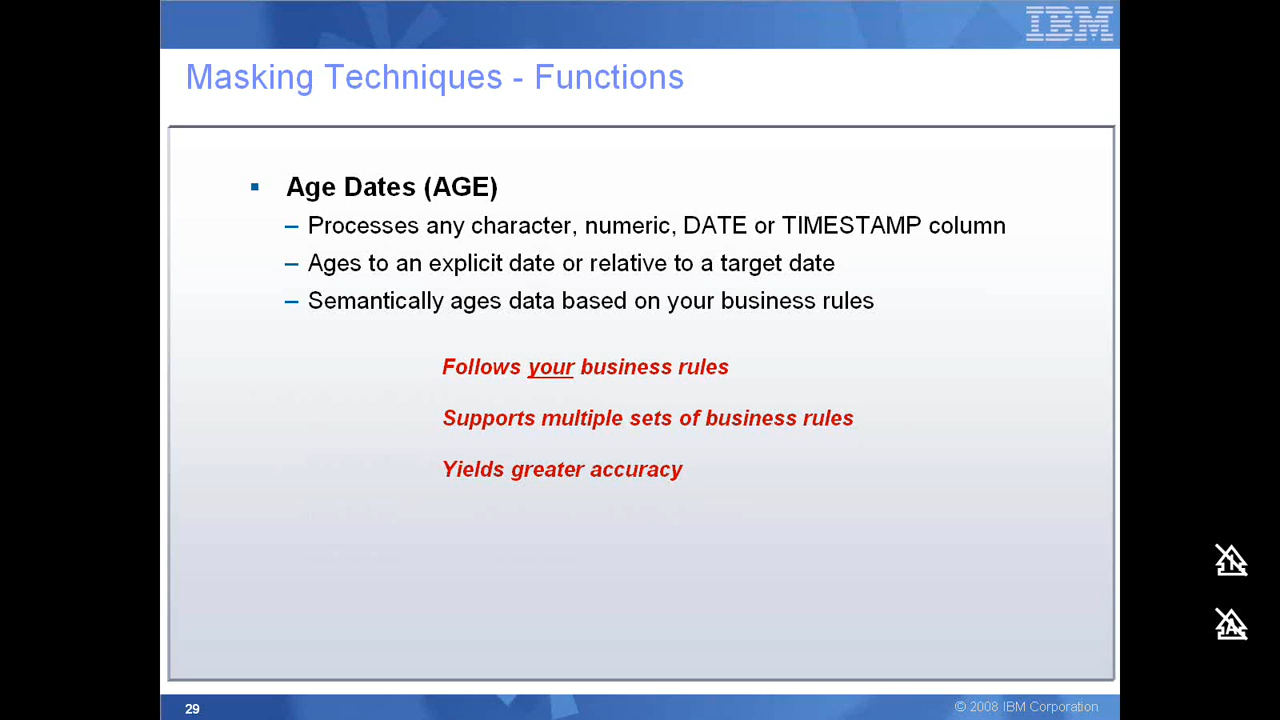 IBM
Masking Techniques - Functions
▪ Age Dates (AGE)
– Processes any character, numeric, DATE or TIMESTAMP column
– Ages to an explicit date or relative to a target date
– Semantically ages data based on your business rules
Follows your business rules
Supports multiple sets of business rules
Yields greater accuracy
1
A
29
© 2008 IBM Corporation